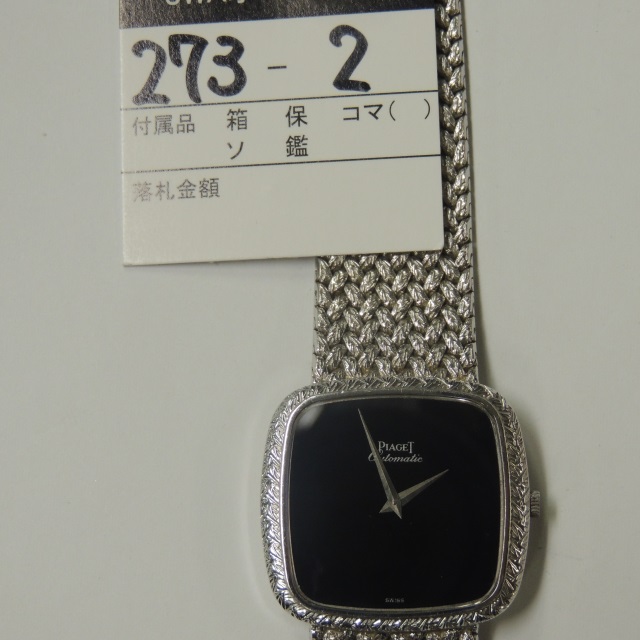 273 - 2
付属品 箱 保 コマ( )
ソ 鑑
落札金額
PIAGET
Automatic
SWISS